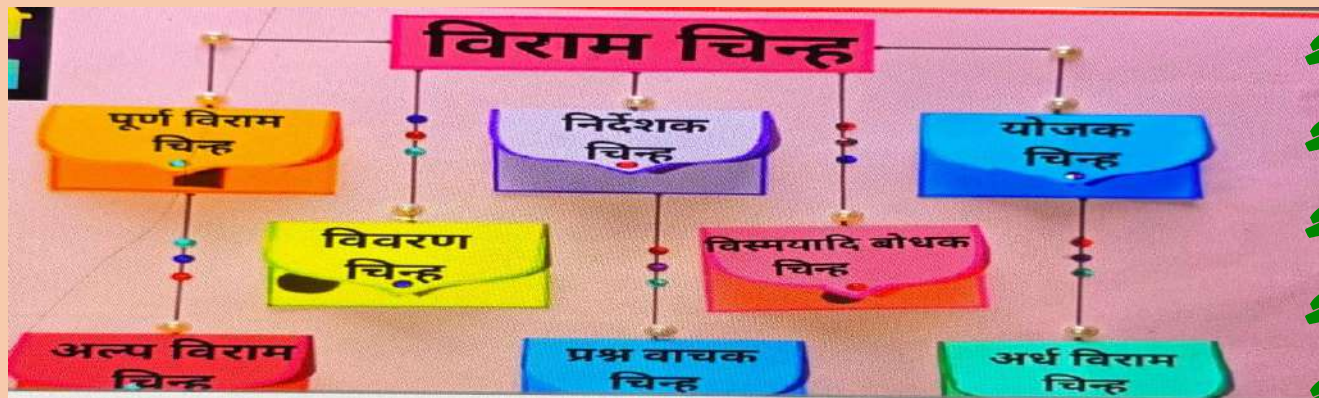 विराम चिन्ह
पूर्ण विराम
चिन्ह
निर्देशक
चिन्ह
योजक
चिन्ह
विवरण
चिन्ह
विस्मयादि बोधक
चिन्ह
अल्प विराम
चिन्ह
प्रश्न वाचक
चिन्ह
अर्ध विराम
चिन्ह